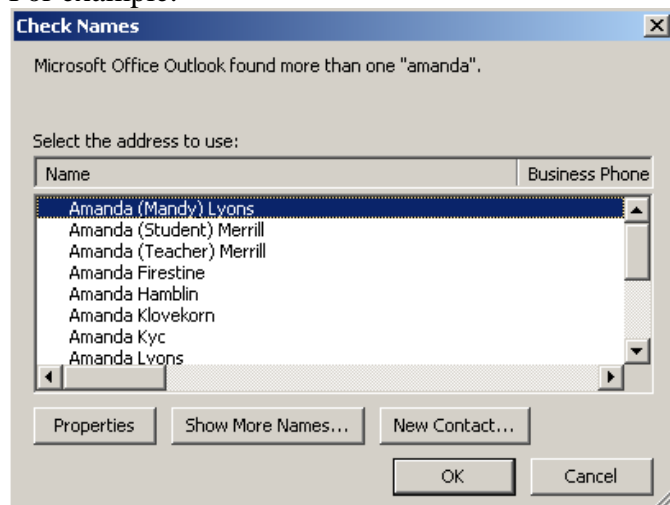 For example:
Check Names
Microsoft Office Outlook found more than one "amanda".
Select the address to use:
Name Business Phone
Amanda (Mandy) Lyons
Amanda (Student) Merrill
Amanda (Teacher) Merrill
Amanda Firestine
Amanda Hamblin
Amanda Klovekorn
Amanda Kyc
Amanda Lyons
Properties Show More Names... New Contact...
OK Cancel